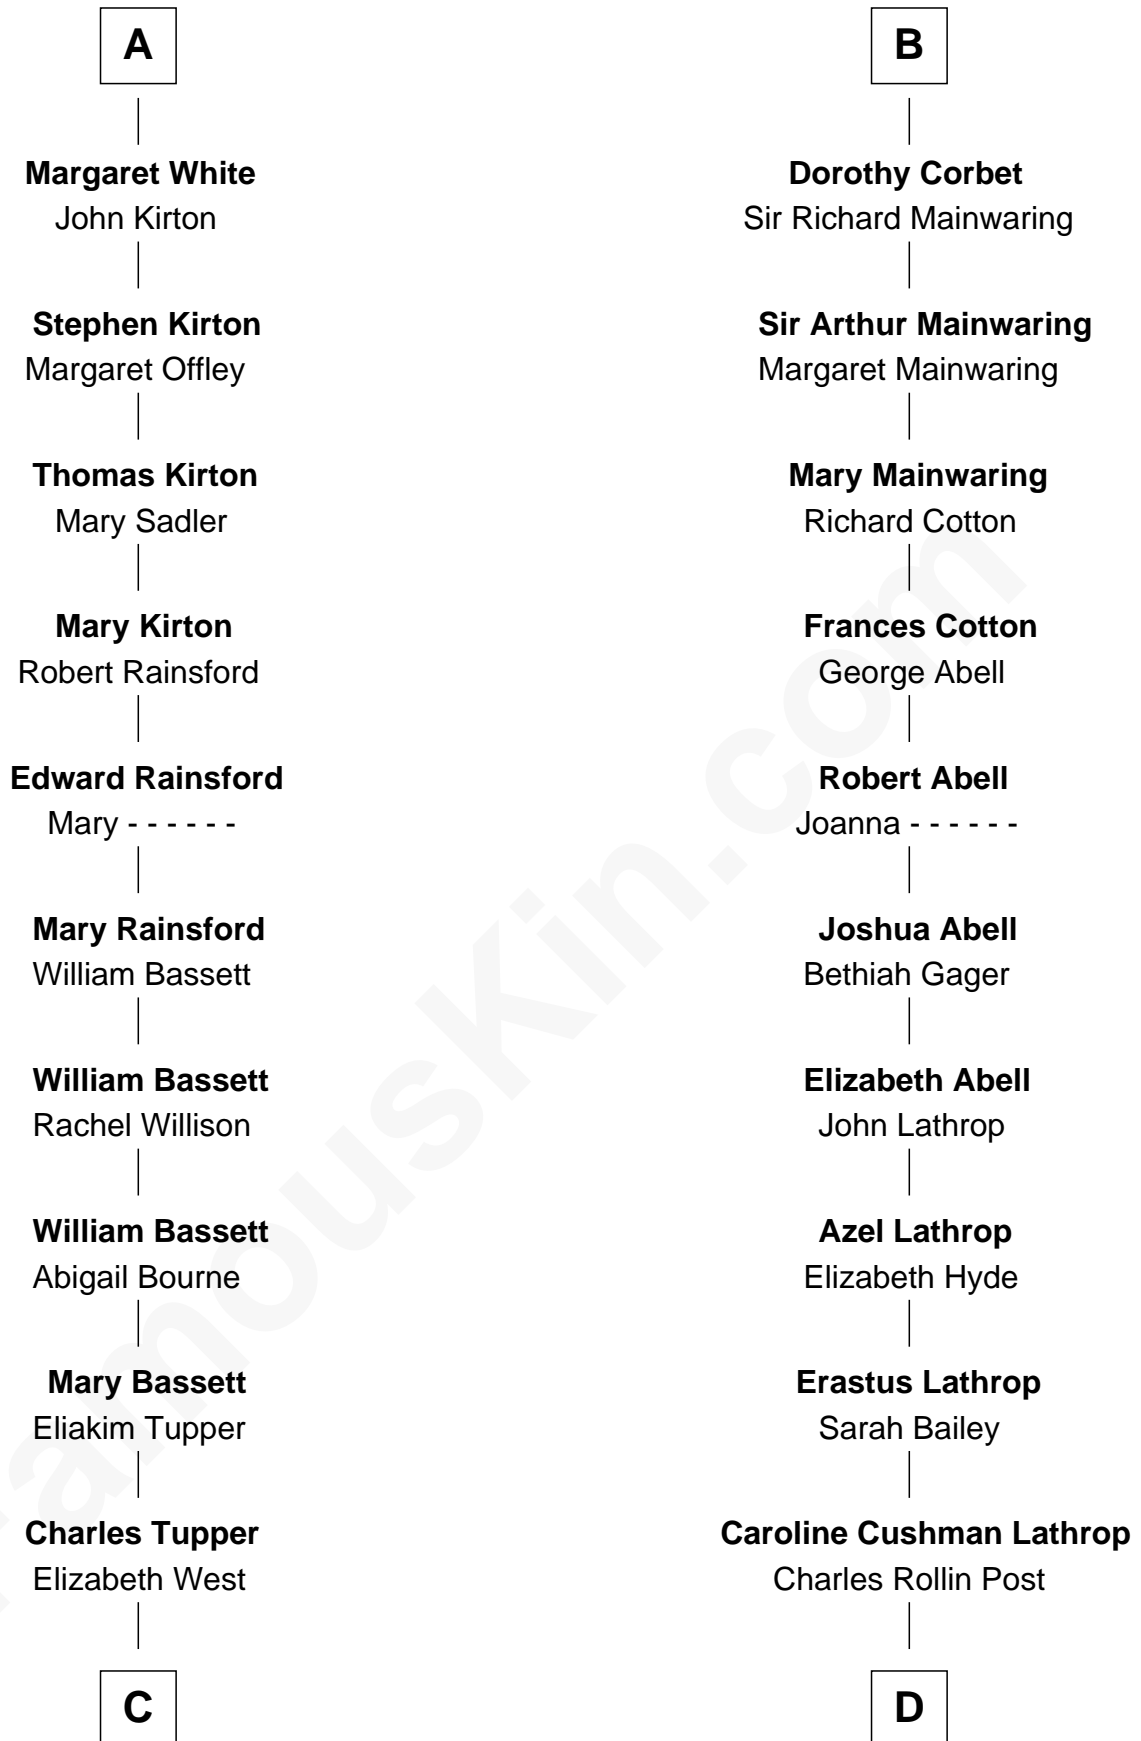 A
Margaret White
John Kirton
Stephen Kirton
Margaret Offley
Thomas Kirton
Mary Sadler
Mary Kirton
Robert Rainsford
Edward Rainsford
Mary - - - - - -
Mary Rainsford
William Bassett
William Bassett
Rachel Willison
William Bassett
Abigail Bourne
Mary Bassett
Eliakim Tupper
Charles Tupper
Elizabeth West
C
B
Dorothy Corbet
Sir Richard Mainwaring
Sir Arthur Mainwaring
Margaret Mainwaring
Mary Mainwaring
Richard Cotton
Frances Cotton
George Abell
Robert Abell
Joanna - - - - - -
Joshua Abell
Bethiah Gager
Elizabeth Abell
John Lathrop
Azel Lathrop
Elizabeth Hyde
Erastus Lathrop
Sarah Bailey
Caroline Cushman Lathrop
Charles Rollin Post
D
FamousKin.com